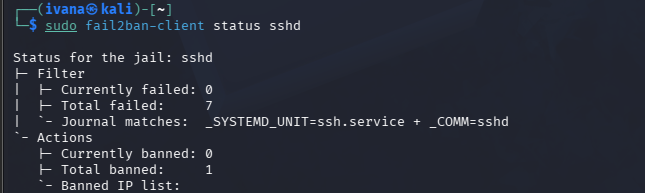 ┌──(ivana㉿kali)-[~]
└─$ sudo fail2ban-client status sshd
Status for the jail: sshd
|- Filter
|  |- Currently failed: 0
|  |- Total failed:     7
|  `- Journal matches:  _SYSTEMD_UNIT=ssh.service + _COMM=sshd
`- Actions
   |- Currently banned: 0
   |- Total banned:     1
   `- Banned IP list: